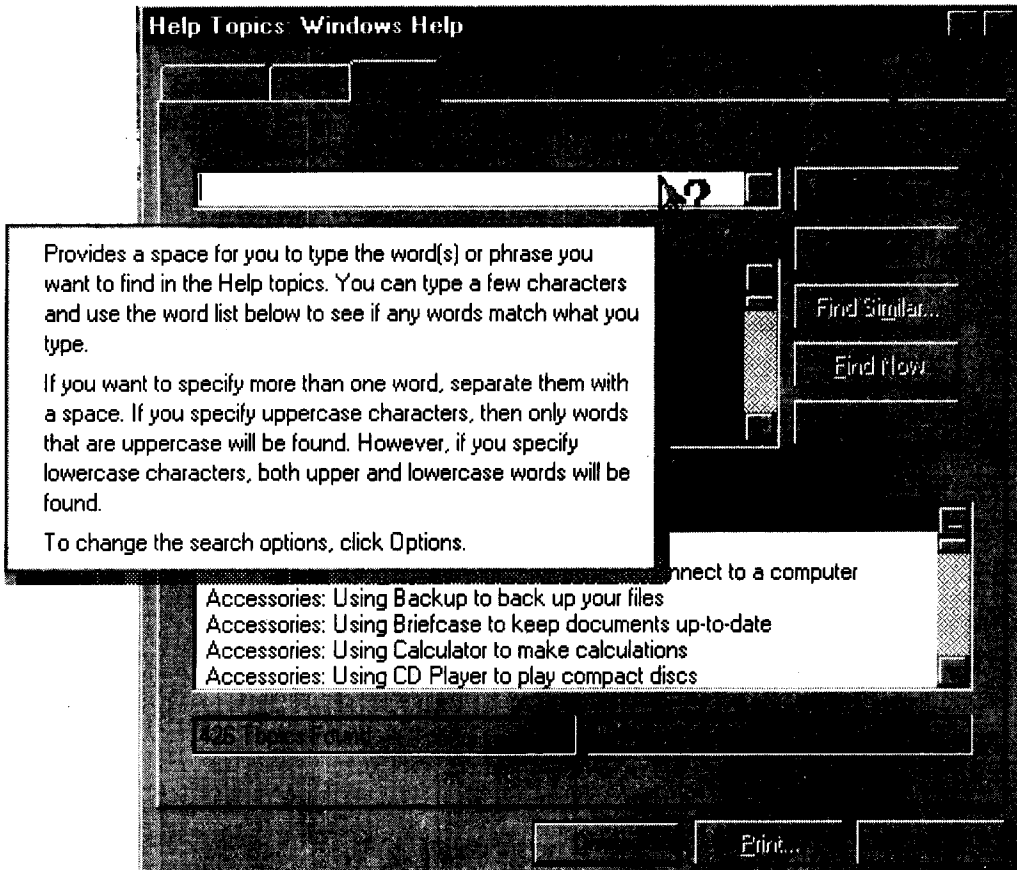 Help Topics: Windows Help
?
Provides a space for you to type the word(s) or phrase you
want to find in the Help topics. You can type a few characters
and use the word list below to see if any words match what you
type.
If you want to specify more than one word, separate them with
a space. If you specify uppercase characters, then only words
that are uppercase will be found. However, if you specify
lowercase characters, both upper and lowercase words will be
found.
To change the search options, click Options.
Find Similar...
Find Now
to a computer
Accessories: Using Backup to back up your files
Accessories: Using Briefcase to keep documents up-to-date
Accessories: Using Calculator to make calculations
Accessories: Using CD Player to play compact discs
426 Topics Found
Print...